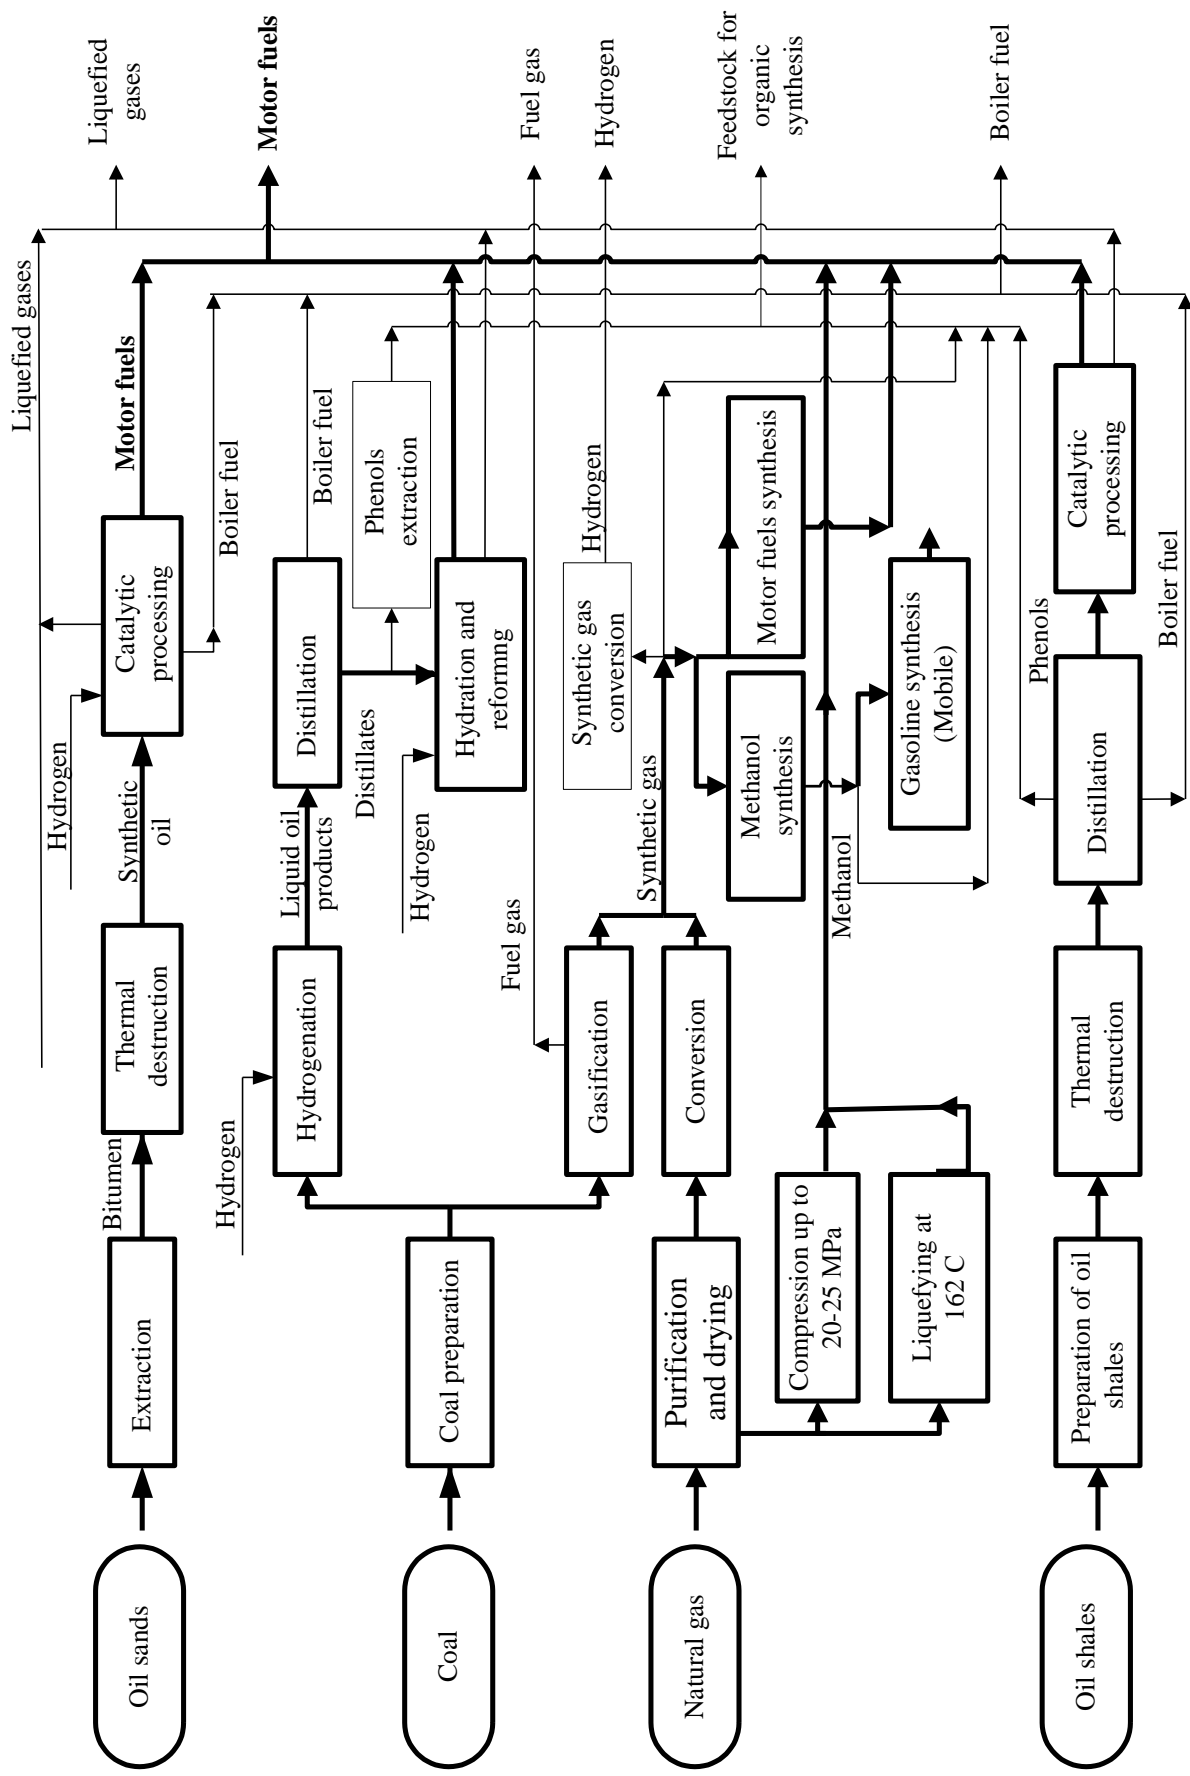 Liquefied
gases
Motor fuels
Fuel gas
Hydrogen
Feedstock for
organic
synthesis
Boiler fuel
Liquefied gases
Motor fuels
Boiler fuel
Catalytic
processing
Hydrogen
Synthetic
oil
Thermal
destruction
Bitumen
Extraction
Oil sands
Boiler fuel
Phenols
extraction
Distillation
Distillates
Hydration and
reformng
Hydrogen
Liquid oil
products
Hydrogenation
Hydrogen
Coal preparation
Coal
Hydrogen
Synthetic gas
conversion
Synthetic gas
Fuel gas
Gasification
Conversion
Motor fuels synthesis
Methanol
synthesis
Gasoline synthesis
(Mobile)
Methanol
Compression up to
20-25 MPa
Liquefying at
162 C
Purification
and drying
Natural gas
Catalytic
processing
Phenols
Boiler fuel
Distillation
Thermal
destruction
Preparation of oil
shales
Oil shales